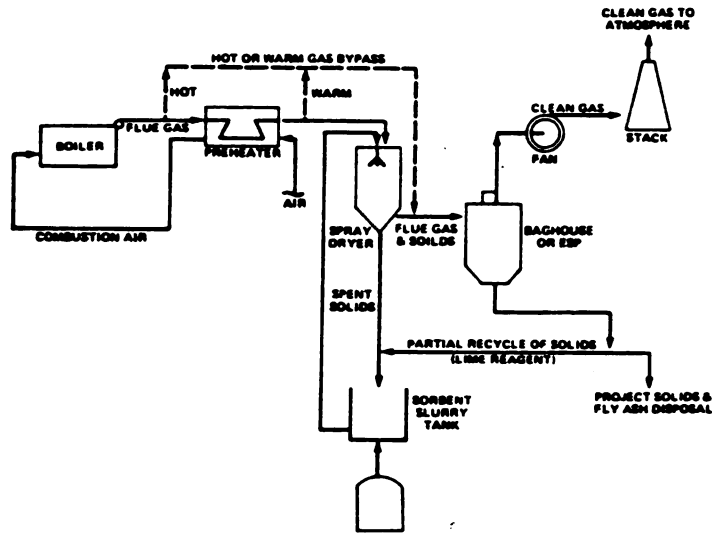 CLEAN GAS TO
ATMOSPHERE
HOT OR WARM GAS BYPASS
HOT
WARM
CLEAN GAS
FLUE GAS
STACK
BOILER
PREHEATER
FAN
AIR
COMBUSTION AIR
SPRAY
DRYER
FLUE GAS
& SOILDS
BAGHOUSE
OR ESP
SPENT
SOLIDS
PARTIAL RECYCLE OF SOLIDS
(LIME REAGENT)
SORBENT
SLURRY
TANK
PROJECT SOLIDS &
FLY ASH DISPOSAL